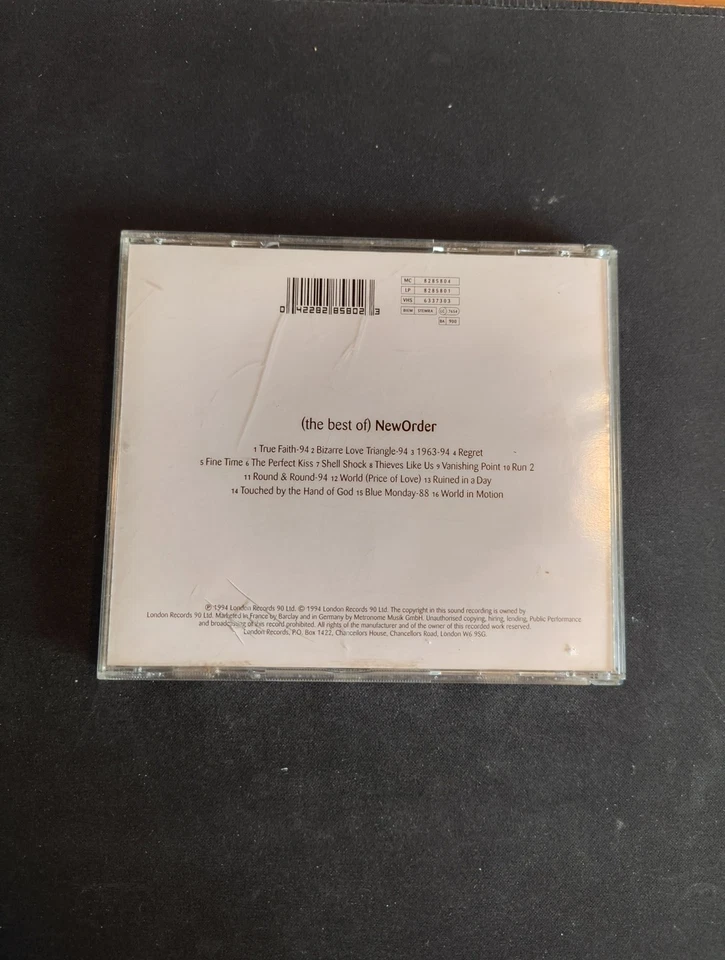 0 42282 85802 3
MC 8285804
LP 8285801
VHS 6337303
BIEM STEMRA LC 7654
BA 900
(the best of) NewOrder
1 True Faith-94 2 Bizarre Love Triangle-94 3 1963-94 4 Regret
5 Fine Time 6 The Perfect Kiss 7 Shell Shock 8 Thieves Like Us 9 Vanishing Point 10 Run 2
11 Round & Round-94 12 World (Price of Love) 13 Ruined in a Day
14 Touched by the Hand of God 15 Blue Monday-88 16 World in Motion
℗ 1994 London Records 90 Ltd. © 1994 London Records 90 Ltd. The copyright in this sound recording is owned by
London Records 90 Ltd. Marketed in France by Barclay and in Germany by Metronome Musik GmbH. Unauthorised copying, hiring, lending, Public Performance
and broadcasting of this record prohibited. All rights of the manufacturer and of the owner of this recorded work reserved.
London Records, P.O. Box 1422, Chancellors House, Chancellors Road, London W6 9SG.